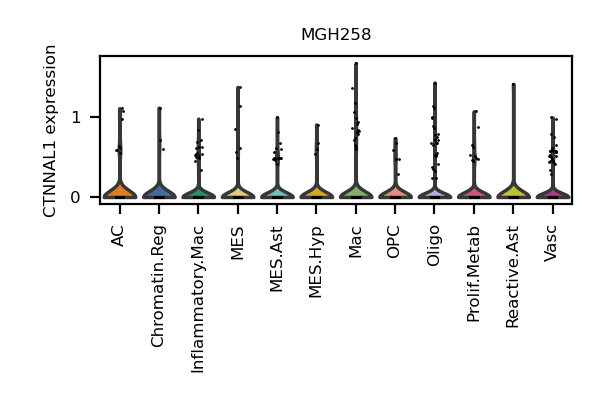 MGH258
CTNNAL1 expression
1
0
AC
Chromatin.Reg
Inflammatory.Mac
MES
MES.Ast
MES.Hyp
Mac
OPC
Oligo
Prolif.Metab
Reactive.Ast
Vasc